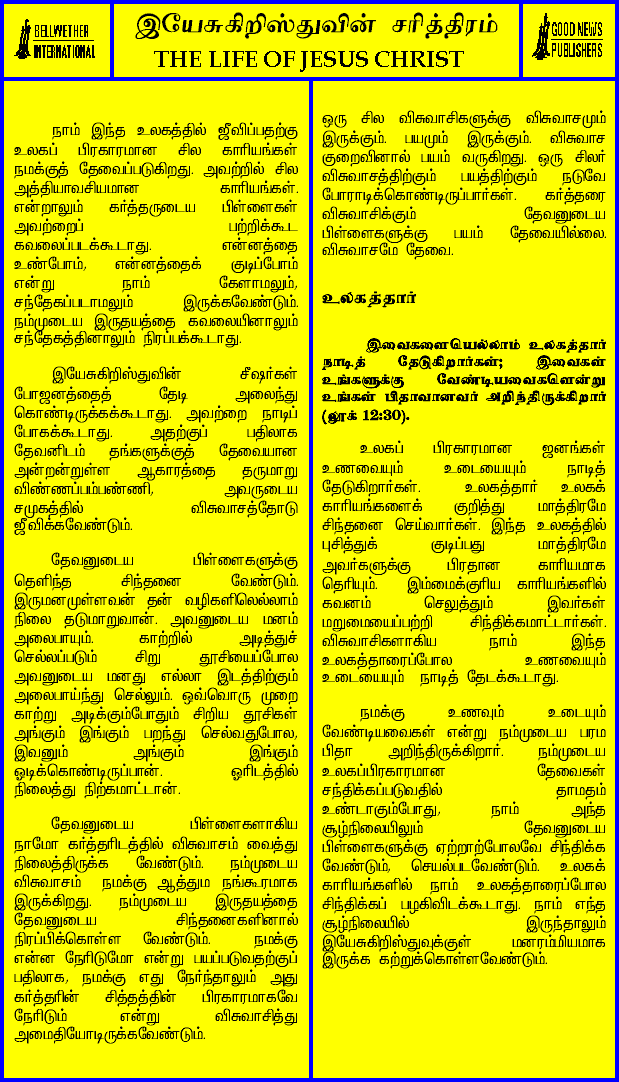 BELLWETHER
INTERNATIONAL
இயேசுகிறிஸ்துவின் சரித்திரம்
THE LIFE OF JESUS CHRIST
GOOD NEWS
PUBLISHERS
நாம் இந்த உலகத்தில் ஜீவிப்பதற்கு
உலகப் பிரகாரமான சில காரியங்கள்
நமக்குத் தேவைப்படுகிறது. அவற்றில் சில
அத்தியாவசியமான காரியங்கள்.
என்றாலும் கர்த்தருடைய பிள்ளைகள்
அவற்றைப் பற்றிக்கூட
கவலைப்படக்கூடாது. என்னத்தை
உண்போம், என்னத்தைக் குடிப்போம்
என்று நாம் கேளாமலும்,
சந்தேகப்படாமலும் இருக்கவேண்டும்.
நம்முடைய இருதயத்தை கவலையினாலும்
சந்தேகத்தினாலும் நிரப்பக்கூடாது.
இயேசுகிறிஸ்துவின் சீஷர்கள்
போஜனத்தைத் தேடி அலைந்து
கொண்டிருக்கக்கூடாது. அவற்றை நாடிப்
போகக்கூடாது. அதற்குப் பதிலாக
தேவனிடம் தங்களுக்குத் தேவையான
அன்றன்றுள்ள ஆகாரத்தை தருமாறு
விண்ணப்பம்பண்ணி, அவருடைய
சமுகத்தில் விசுவாசத்தோடு
ஜீவிக்கவேண்டும்.
தேவனுடைய பிள்ளைகளுக்கு
தெளிந்த சிந்தனை வேண்டும்.
இருமனமுள்ளவன் தன் வழிகளிலெல்லாம்
நிலை தடுமாறுவான். அவனுடைய மனம்
அலைபாயும். காற்றில் அடித்துச்
செல்லப்படும் சிறு தூசியைப்போல
அவனுடைய மனது எல்லா இடத்திற்கும்
அலைபாய்ந்து செல்லும். ஒவ்வொரு முறை
காற்று அடிக்கும்போதும் சிறிய தூசிகள்
அங்கும் இங்கும் பறந்து செல்வதுபோல,
இவனும் அங்கும் இங்கும்
ஓடிக்கொண்டிருப்பான். ஓரிடத்தில்
நிலைத்து நிற்கமாட்டான்.
தேவனுடைய பிள்ளைகளாகிய
நாமோ கர்த்தரிடத்தில் விசுவாசம் வைத்து
நிலைத்திருக்க வேண்டும். நம்முடைய
விசுவாசம் நமக்கு ஆத்தும நங்கூரமாக
இருக்கிறது. நம்முடைய இருதயத்தை
தேவனுடைய சிந்தனைகளினால்
நிரப்பிக்கொள்ள வேண்டும். நமக்கு
என்ன நேரிடுமோ என்று பயப்படுவதற்குப்
பதிலாக, நமக்கு எது நேர்ந்தாலும் அது
கர்த்தரின் சித்தத்தின் பிரகாரமாகவே
நேரிடும் என்று விசுவாசித்து
அமைதியோடிருக்கவேண்டும்.
ஒரு சில விசுவாசிகளுக்கு விசுவாசமும்
இருக்கும். பயமும் இருக்கும். விசுவாச
குறைவினால் பயம் வருகிறது. ஒரு சிலர்
விசுவாசத்திற்கும் பயத்திற்கும் நடுவே
போராடிக்கொண்டிருப்பார்கள். கர்த்தரை
விசுவாசிக்கும் தேவனுடைய
பிள்ளைகளுக்கு பயம் தேவையில்லை.
விசுவாசமே தேவை.
உலகத்தார்
இவைகளையெல்லாம் உலகத்தார்
நாடித் தேடுகிறார்கள்; இவைகள்
உங்களுக்கு வேண்டியவைகளென்று
உங்கள் பிதாவானவர் அறிந்திருக்கிறார்
(லூக் 12:30).
உலகப் பிரகாரமான ஜனங்கள்
உணவையும் உடையையும் நாடித்
தேடுகிறார்கள். உலகத்தார் உலகக்
காரியங்களைக் குறித்து மாத்திரமே
சிந்தனை செய்வார்கள். இந்த உலகத்தில்
புசித்துக் குடிப்பது மாத்திரமே
அவர்களுக்கு பிரதான காரியமாக
தெரியும். இம்மைக்குரிய காரியங்களில்
கவனம் செலுத்தும் இவர்கள்
மறுமையைப்பற்றி சிந்திக்கமாட்டார்கள்.
விசுவாசிகளாகிய நாம் இந்த
உலகத்தாரைப்போல உணவையும்
உடையையும் நாடித் தேடக்கூடாது.
நமக்கு உணவும் உடையும்
வேண்டியவைகள் என்று நம்முடைய பரம
பிதா அறிந்திருக்கிறார். நம்முடைய
உலகப்பிரகாரமான தேவைகள்
சந்திக்கப்படுவதில் தாமதம்
உண்டாகும்போது, நாம் அந்த
சூழ்நிலையிலும் தேவனுடைய
பிள்ளைகளுக்கு ஏற்றாற்போலவே சிந்திக்க
வேண்டும், செயல்படவேண்டும். உலகக்
காரியங்களில் நாம் உலகத்தாரைப்போல
சிந்திக்கப் பழகிவிடக்கூடாது. நாம் எந்த
சூழ்நிலையில் இருந்தாலும்
இயேசுகிறிஸ்துவுக்குள் மனரம்மியமாக
இருக்க கற்றுக்கொள்ளவேண்டும்.